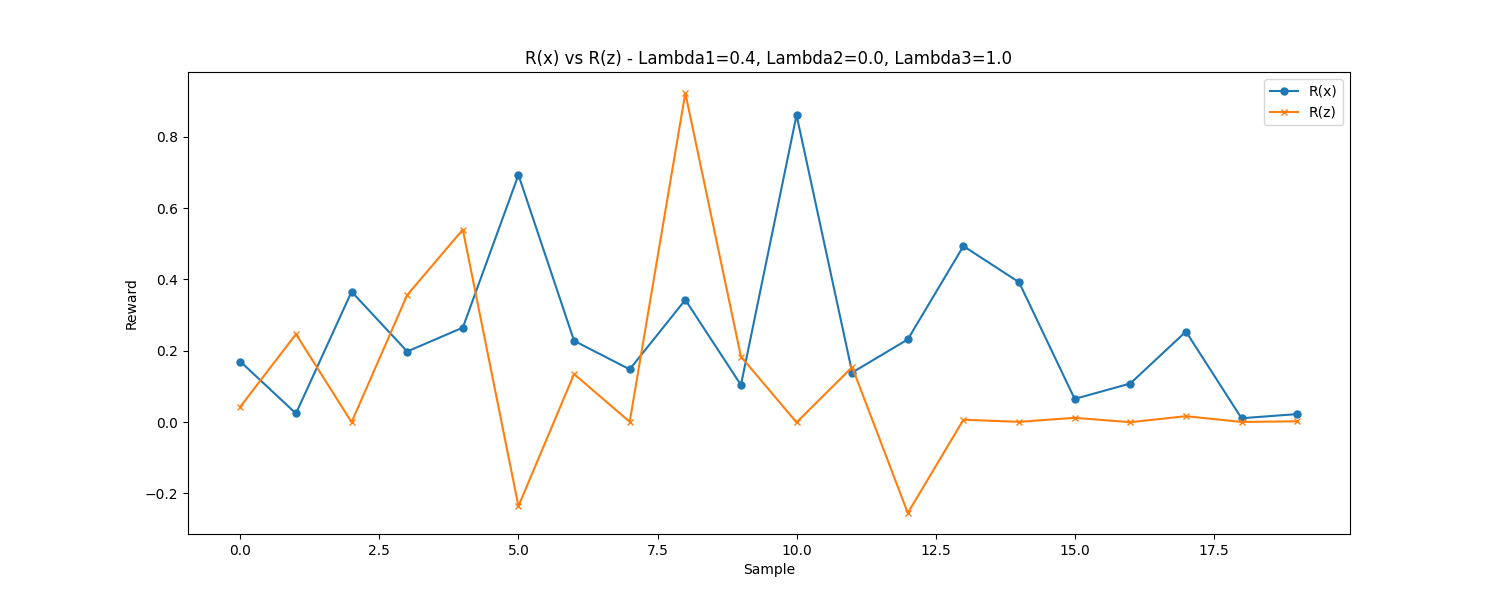 R(x) vs R(z) - Lambda1=0.4, Lambda2=0.0, Lambda3=1.0
R(x)
R(z)
0.8
0.6
0.4
0.2
0.0
−0.2
Reward
0.0 2.5 5.0 7.5 10.0 12.5 15.0 17.5
Sample